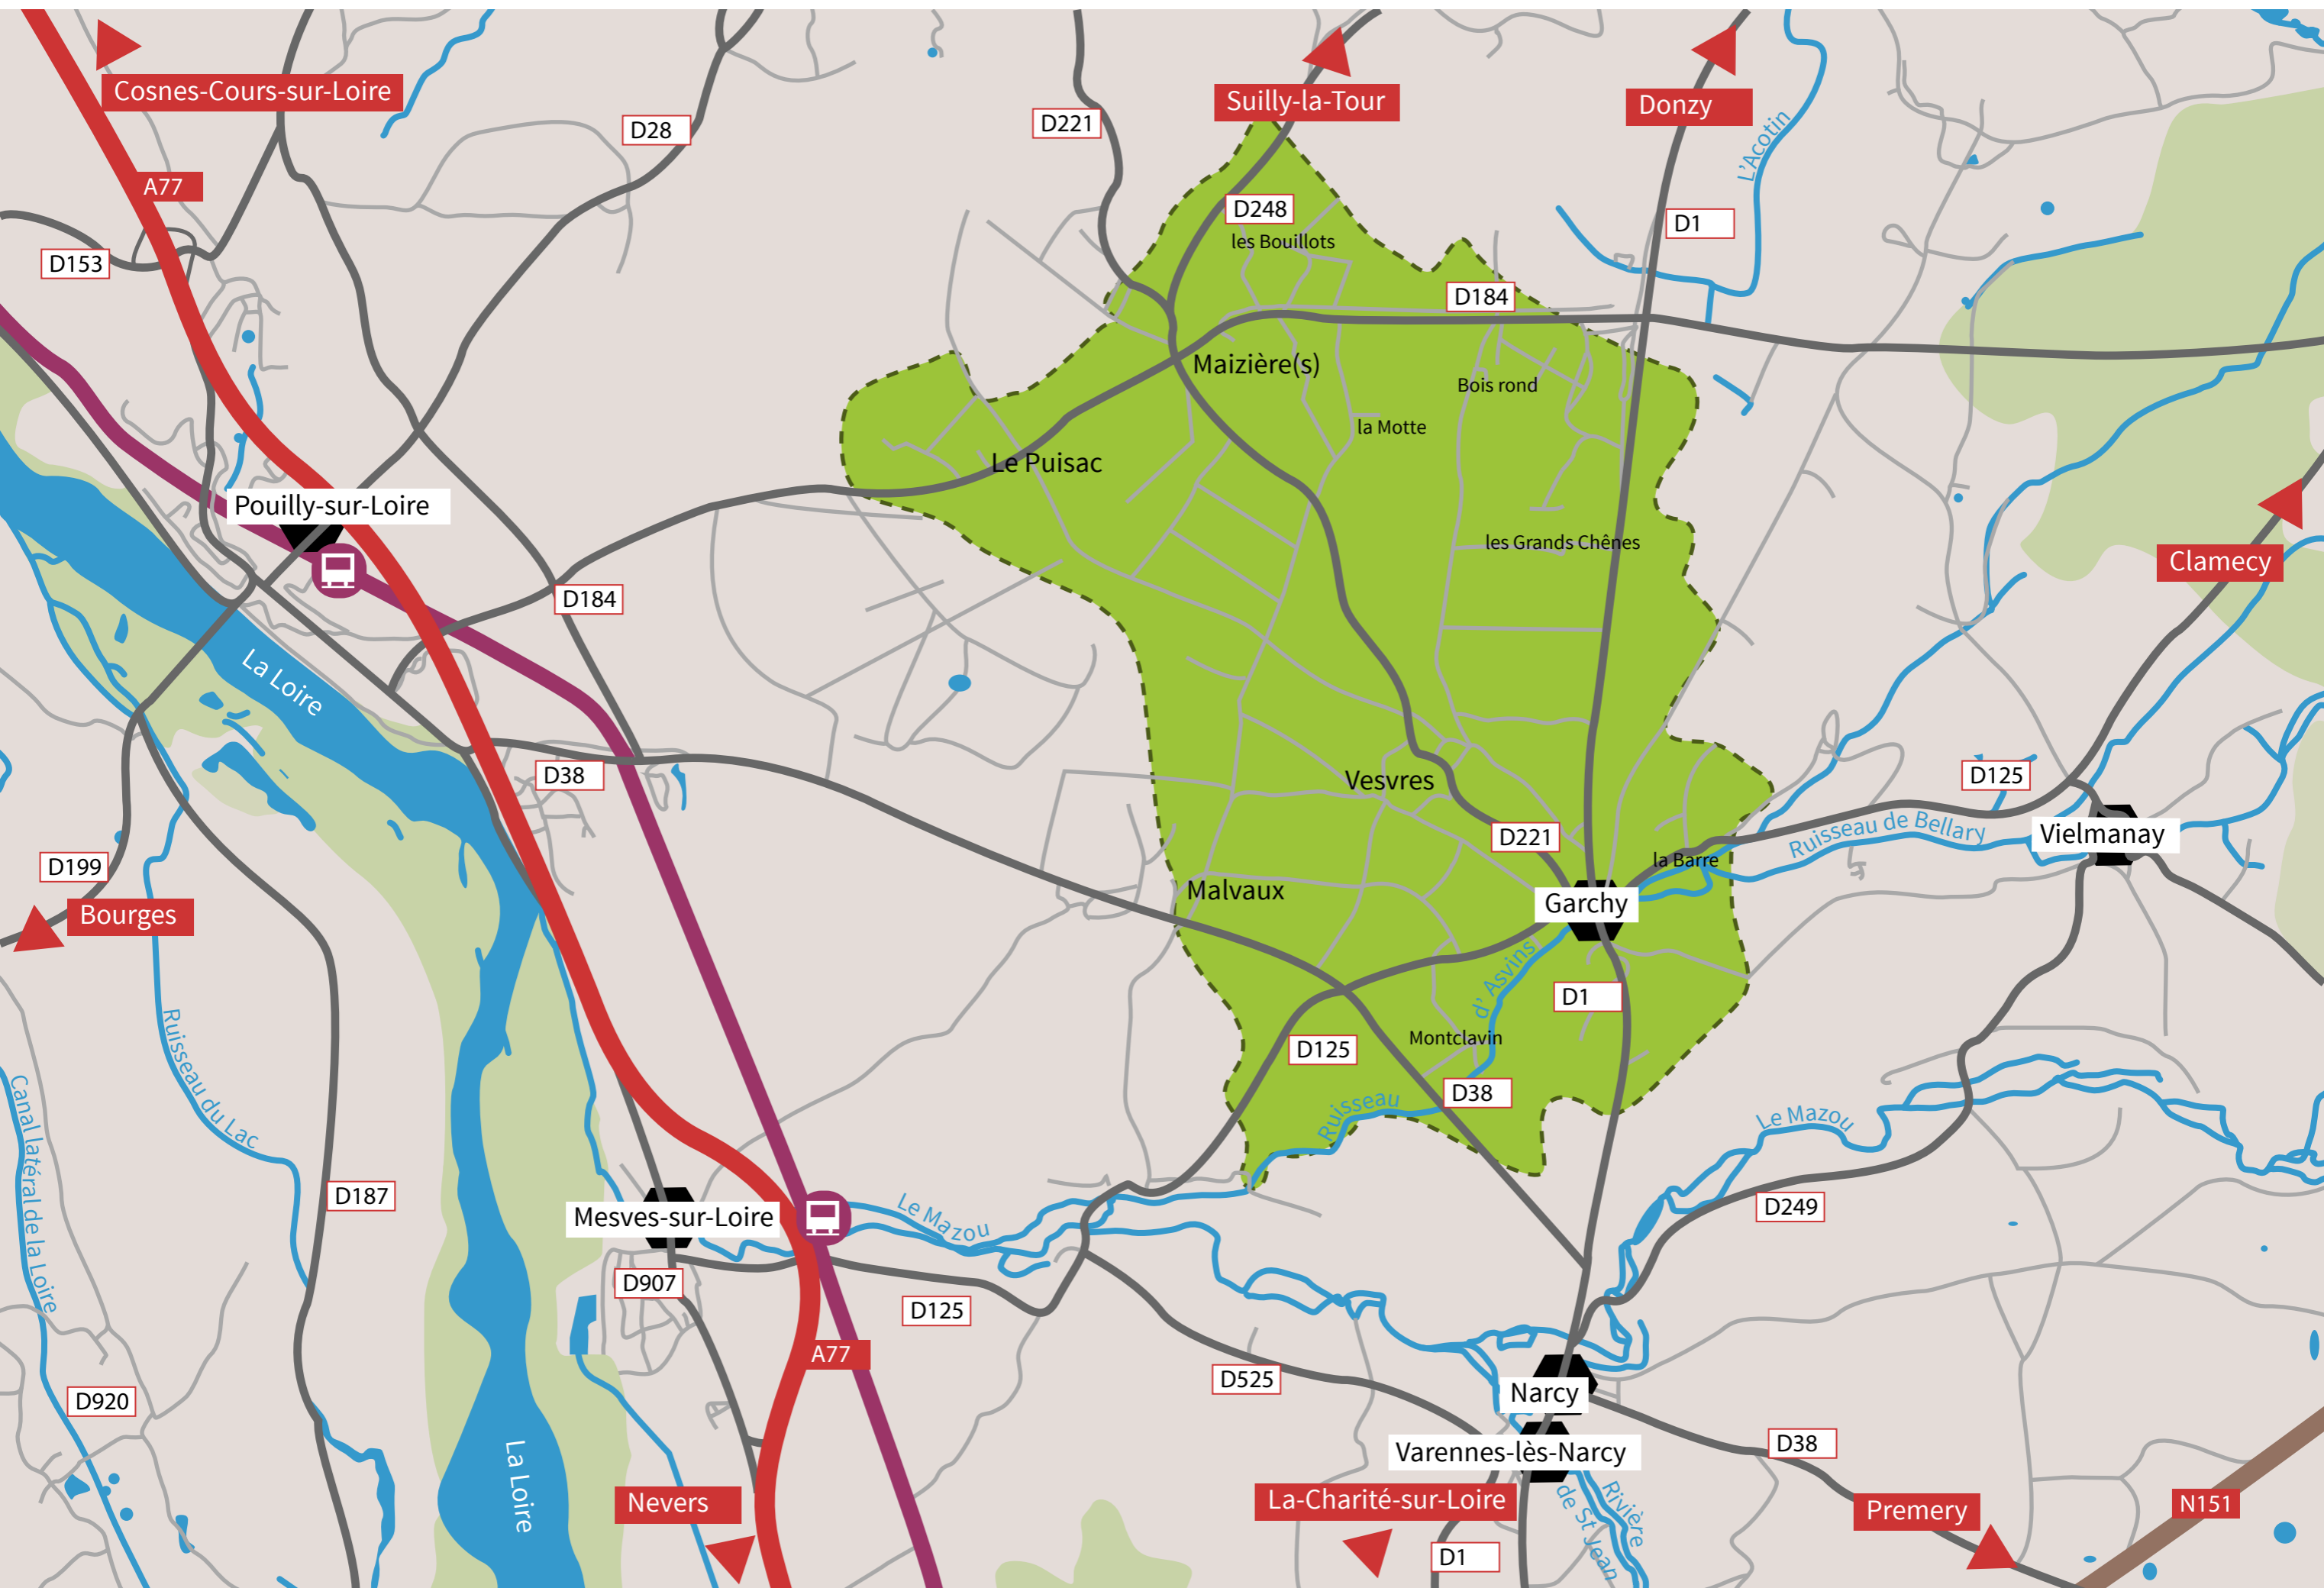 Cosnes-Cours-sur-Loire
Suilly-la-Tour
Donzy
D28
D221
L'Acotin
A77
D248
D1
les Bouillots
D153
D184
Maizière(s)
Bois rond
la Motte
Le Puisac
Pouilly-sur-Loire
les Grands Chênes
Clamecy
D184
La Loire
D38
Vesvres
D125
D221
Ruisseau de Bellary
Vielmanay
la Barre
D199
Malvaux
Garchy
Bourges
d' Asvins
D1
Ruisseau du Lac
Montclavin
D125
D38
Ruisseau
Le Mazou
Canal latéral de la Loire
D187
Mesves-sur-Loire
Le Mazou
D249
D907
D125
A77
D525
Narcy
D920
D38
Varennes-lès-Narcy
La Loire
Nevers
La-Charité-sur-Loire
Rivière
de St Jean
Premery
N151
D1